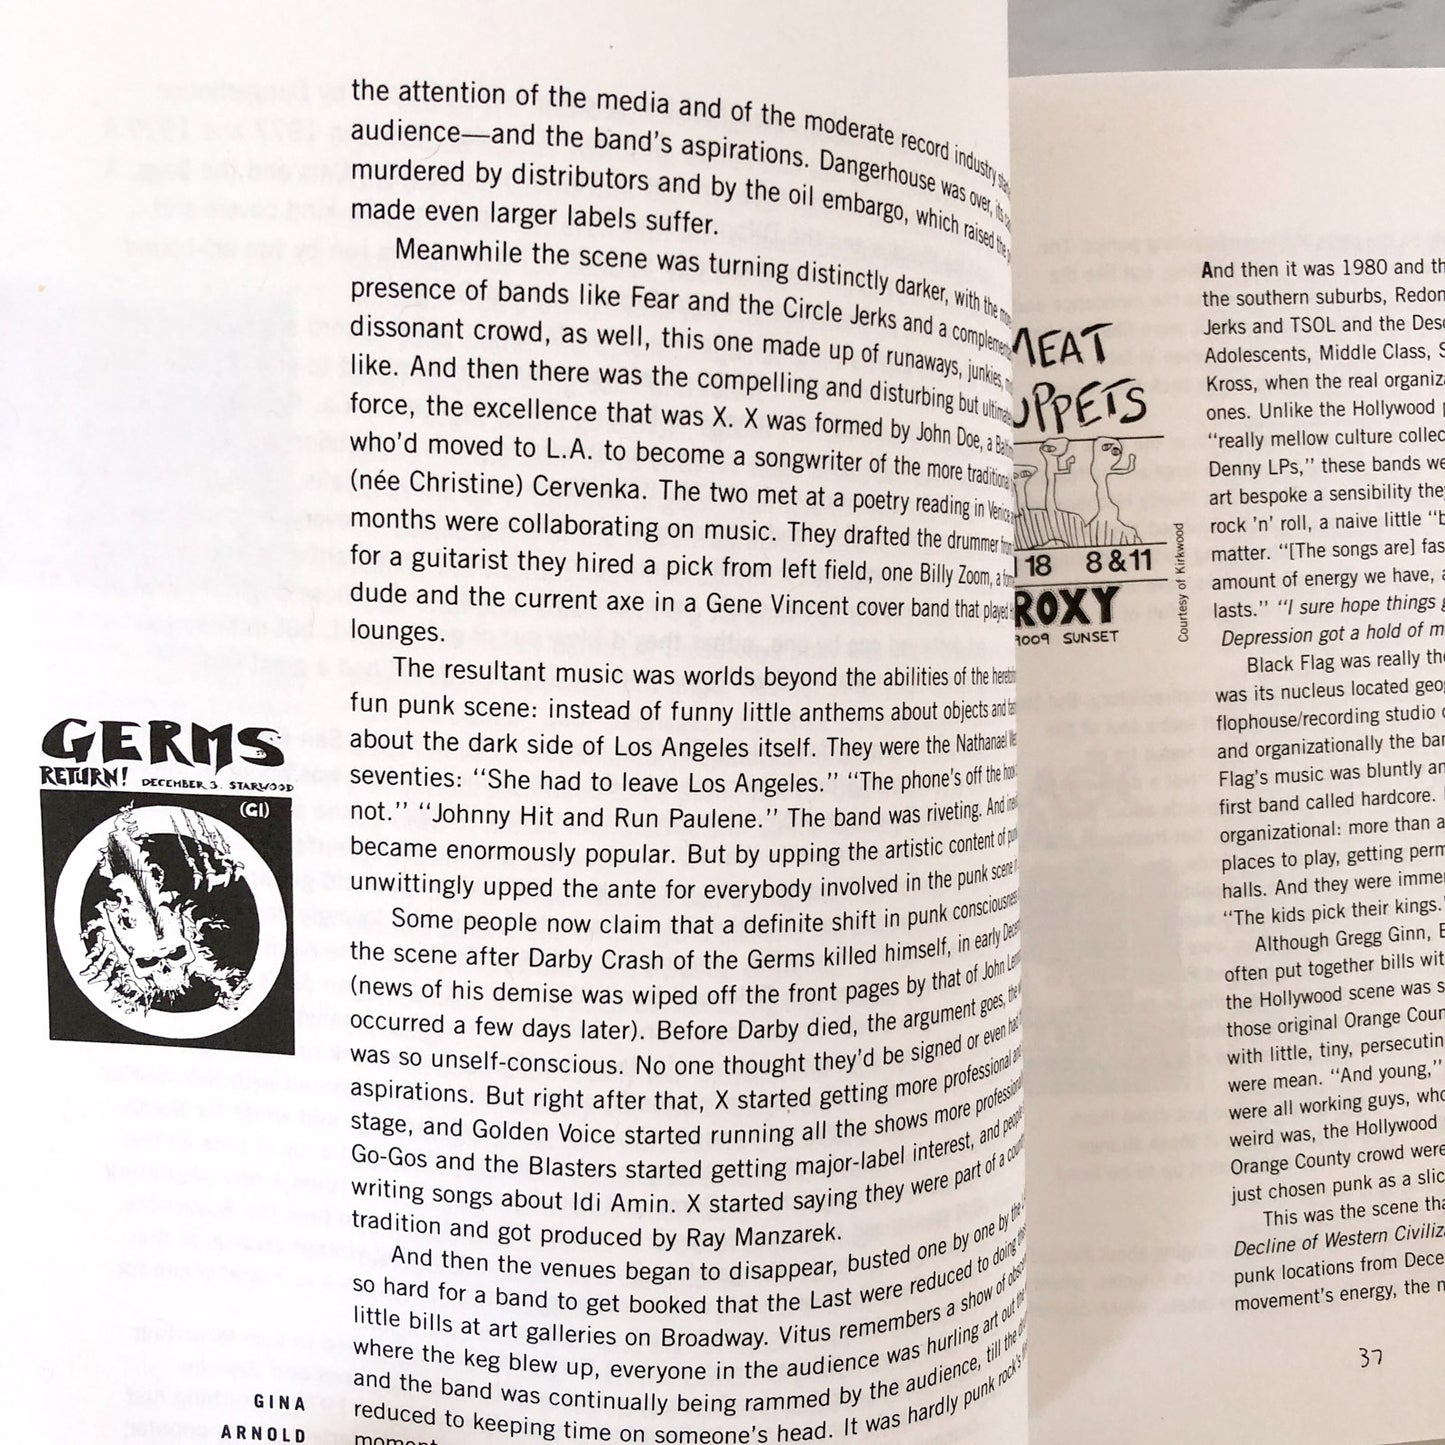 the attention of the media and of the moderate record industry
audience—and the band's aspirations. Dangerhouse was over, its
murdered by distributors and by the oil embargo, which raised the
made even larger labels suffer.
Meanwhile the scene was turning distinctly darker, with the
presence of bands like Fear and the Circle Jerks and a
dissonant crowd, as well, this one made up of runaways, junkies,
like. And then there was the compelling and disturbing but
force, the excellence that was X. X was formed by John Doe, a
who'd moved to L.A. to become a songwriter of the more traditional
(née Christine) Cervenka. The two met at a poetry reading in Venice
months were collaborating on music. They drafted the drummer
for a guitarist they hired a pick from left field, one Billy Zoom, a
dude and the current axe in a Gene Vincent cover band that played
lounges.
The resultant music was worlds beyond the abilities of the
fun punk scene: instead of funny little anthems about objects and
about the dark side of Los Angeles itself. They were the Nathanael
seventies: "She had to leave Los Angeles." "The phone's off the
not." "Johnny Hit and Run Paulene." The band was riveting. And
became enormously popular. But by upping the artistic content of
unwittingly upped the ante for everybody involved in the punk scene
Some people now claim that a definite shift in punk consciousness
the scene after Darby Crash of the Germs killed himself, in early
(news of his demise was wiped off the front pages by that of John
occurred a few days later). Before Darby died, the argument goes, the
was so unself-conscious. No one thought they'd be signed or even had
aspirations. But right after that, X started getting more professional
stage, and Golden Voice started running all the shows more
Go-Gos and the Blasters started getting major-label interest, and
writing songs about Idi Amin. X started saying they were part of a
tradition and got produced by Ray Manzarek.
And then the venues began to disappear, busted one by one by the
so hard for a band to get booked that the Last were reduced to doing
little bills at art galleries on Broadway. Vitus remembers a show of
where the keg blew up, everyone in the audience was hurling art out the
and the band was continually being rammed by the audience, till the
reduced to keeping time on someone's head. It was hardly punk rock's
GERMS
RETURN! DECEMBER 3. STARWOOD
(GI)
GINA
ARNOLD
MEAT
PUPPETS
18 8 & 11
ROXY
9009 SUNSET
Courtesy of Kirkwood
And then it was 1980 and th
the southern suburbs, Redon
Jerks and TSOL and the Dese
Adolescents, Middle Class, S
Kross, when the real organiza
ones. Unlike the Hollywood
"really mellow culture collec
Denny LPs," these bands we
art bespoke a sensibility they
rock 'n' roll, a naive little "b
matter. "[The songs are] fas
amount of energy we have, a
lasts." "I sure hope things g
Depression got a hold of m
Black Flag was really the
was its nucleus located geo
flophouse/recording studio
and organizationally the bar
Flag's music was bluntly an
first band called hardcore.
organizational: more than a
places to play, getting perm
halls. And they were immer
"The kids pick their kings."
Although Gregg Ginn, E
often put together bills wit
the Hollywood scene was s
those original Orange Coun
with little, tiny, persecutin
were mean. "And young,"
were all working guys, who
weird was, the Hollywood
Orange County crowd were
just chosen punk as a slic
This was the scene tha
Decline of Western Civiliza
punk locations from Dece
movement's energy, the n
37